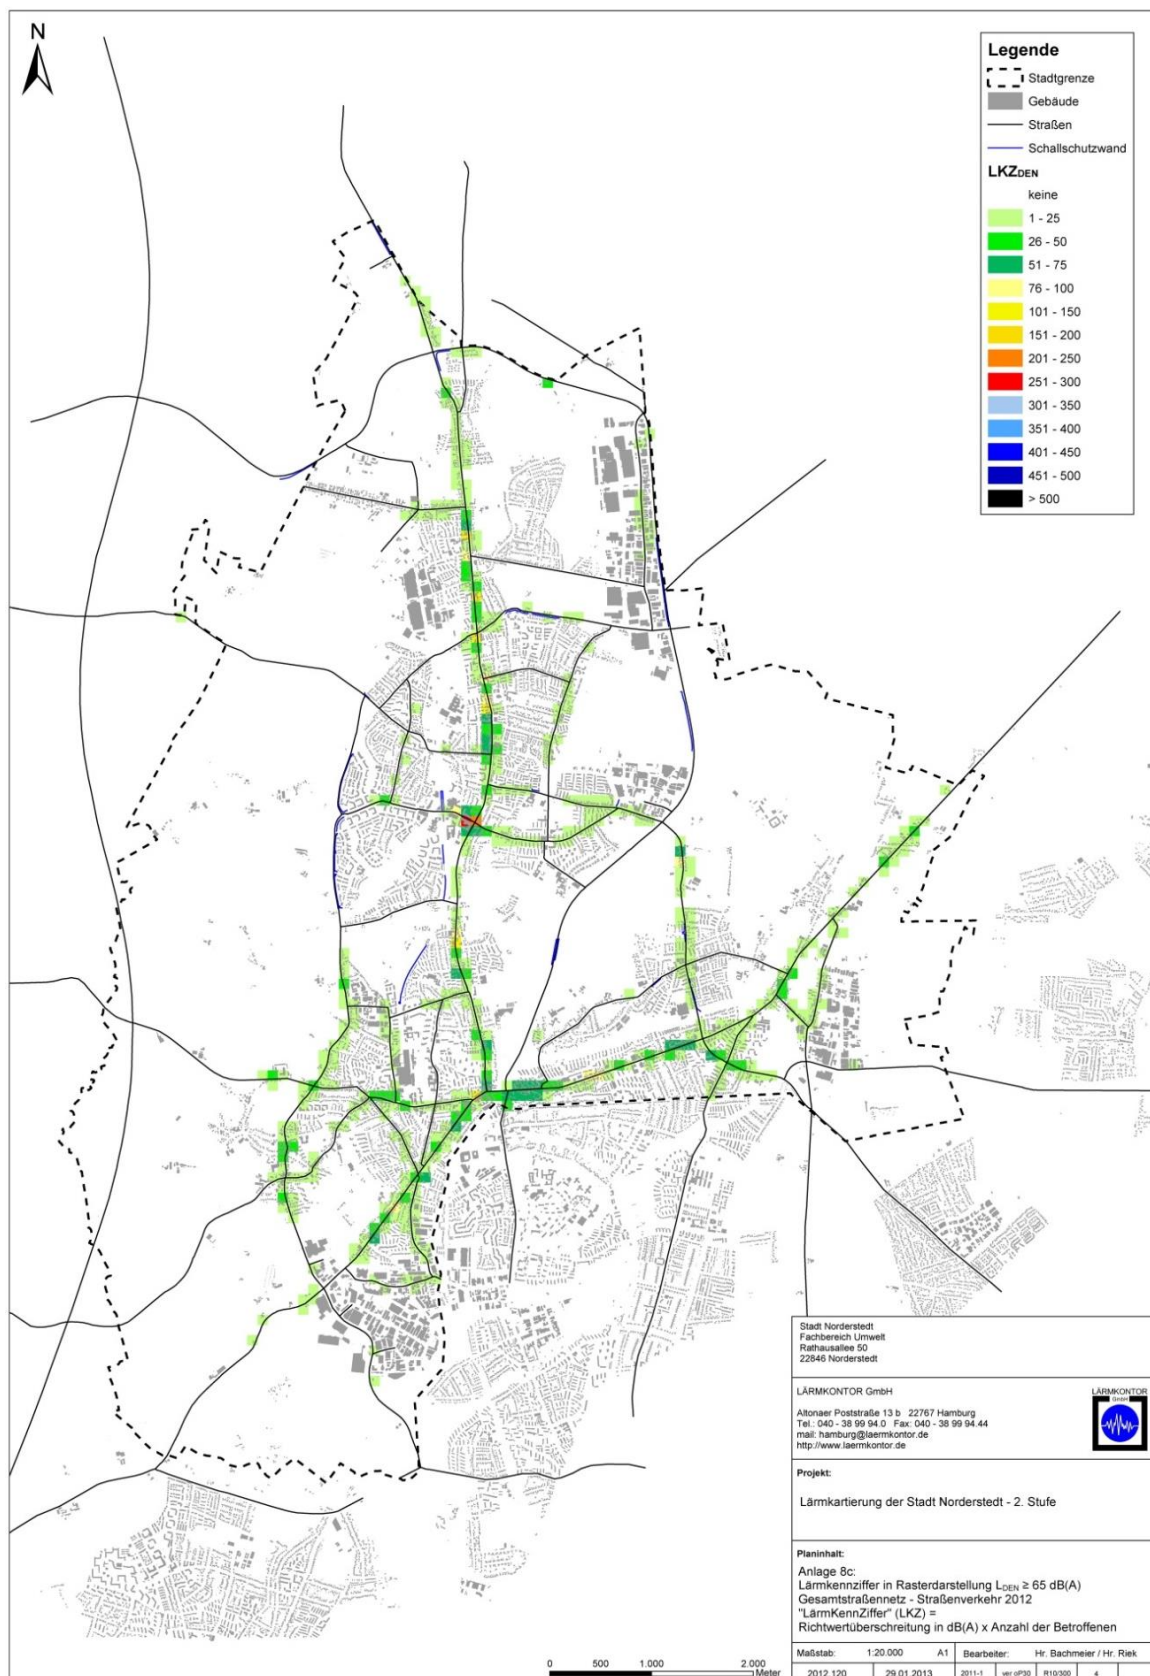 N
Legende
Stadtgrenze
Gebäude
Straßen
Schallschutzwand
LKZDEN
keine
1 - 25
26 - 50
51 - 75
76 - 100
101 - 150
151 - 200
201 - 250
251 - 300
301 - 350
351 - 400
401 - 450
451 - 500
> 500
Stadt Norderstedt
Fachbereich Umwelt
Rathausallee 50
22846 Norderstedt
LÄRMKONTOR GmbH
Altonaer Poststraße 13 b 22767 Hamburg
Tel.: 040 - 38 99 94.0 Fax: 040 - 38 99 94.44
mail: hamburg@laermkontor.de
http://www.laermkontor.de
LÄRMKONTOR
GmbH
Projekt:
Lärmkartierung der Stadt Norderstedt - 2. Stufe
Planinhalt:
Anlage 8c:
Lärmkennziffer in Rasterdarstellung LDEN ≥ 65 dB(A)
Gesamtstraßennetz - Straßenverkehr 2012
"LärmKennZiffer" (LKZ) =
Richtwertüberschreitung in dB(A) x Anzahl der Betroffenen
Maßstab: 1:20.000 A1 Bearbeiter: Hr. Bachmeier / Hr. Riek
2012.120 29.01.2013 2011-1 R10/300 4
0 500 1.000 2.000
Meter